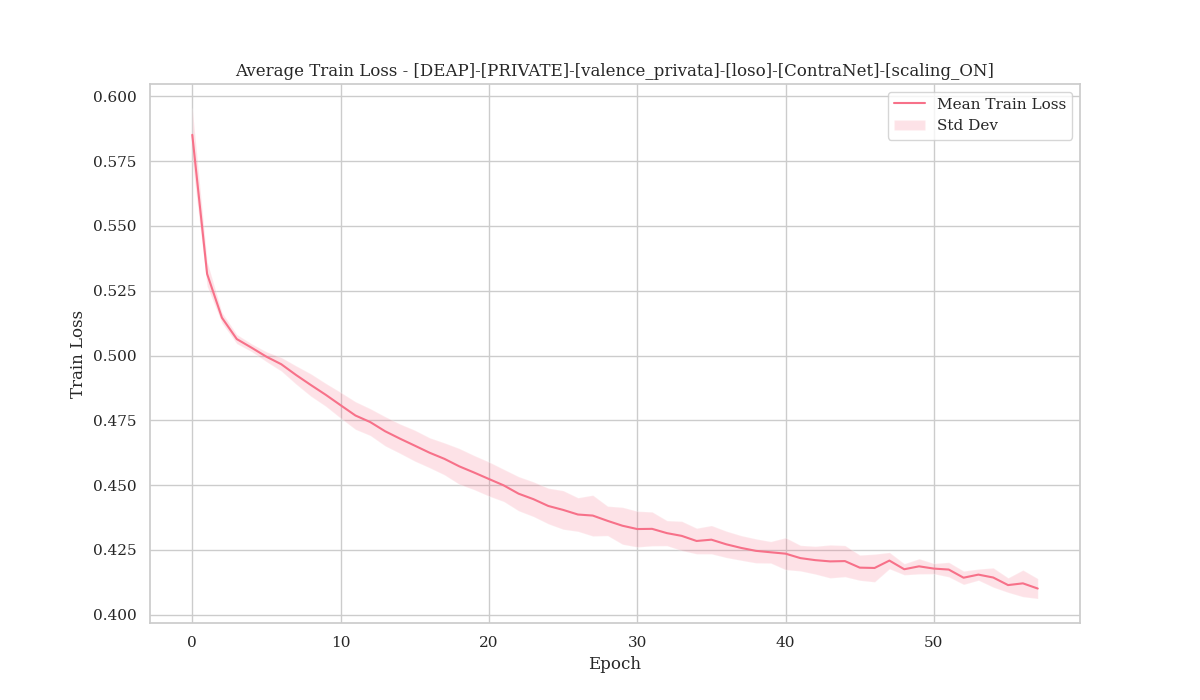 Average Train Loss - [DEAP]-[PRIVATE]-[valence_privata]-[loso]-[ContraNet]-[scaling_ON]
Mean Train Loss
Std Dev
0.600
0.575
0.550
0.525
0.500
0.475
0.450
0.425
0.400
Train Loss
0 10 20 30 40 50
Epoch